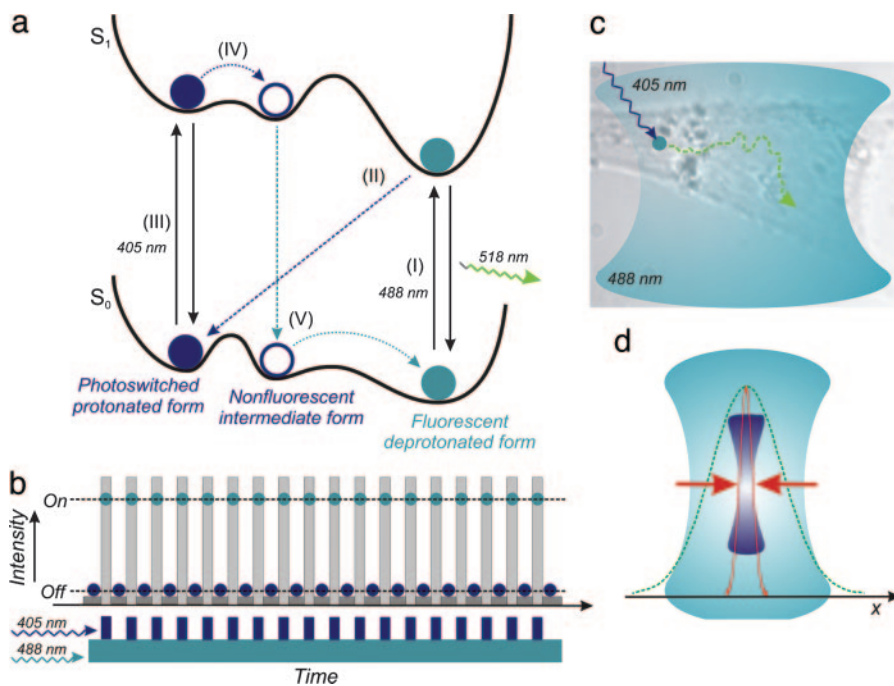 a
S1
(IV)
(III)
405 nm
(II)
(I)
488 nm
518 nm
S0
(V)
Photoswitched
protonated form
Nonfluorescent
intermediate form
Fluorescent
deprotonated form
b
On
Intensity
Off
405 nm
488 nm
Time
c
405 nm
488 nm
d
x